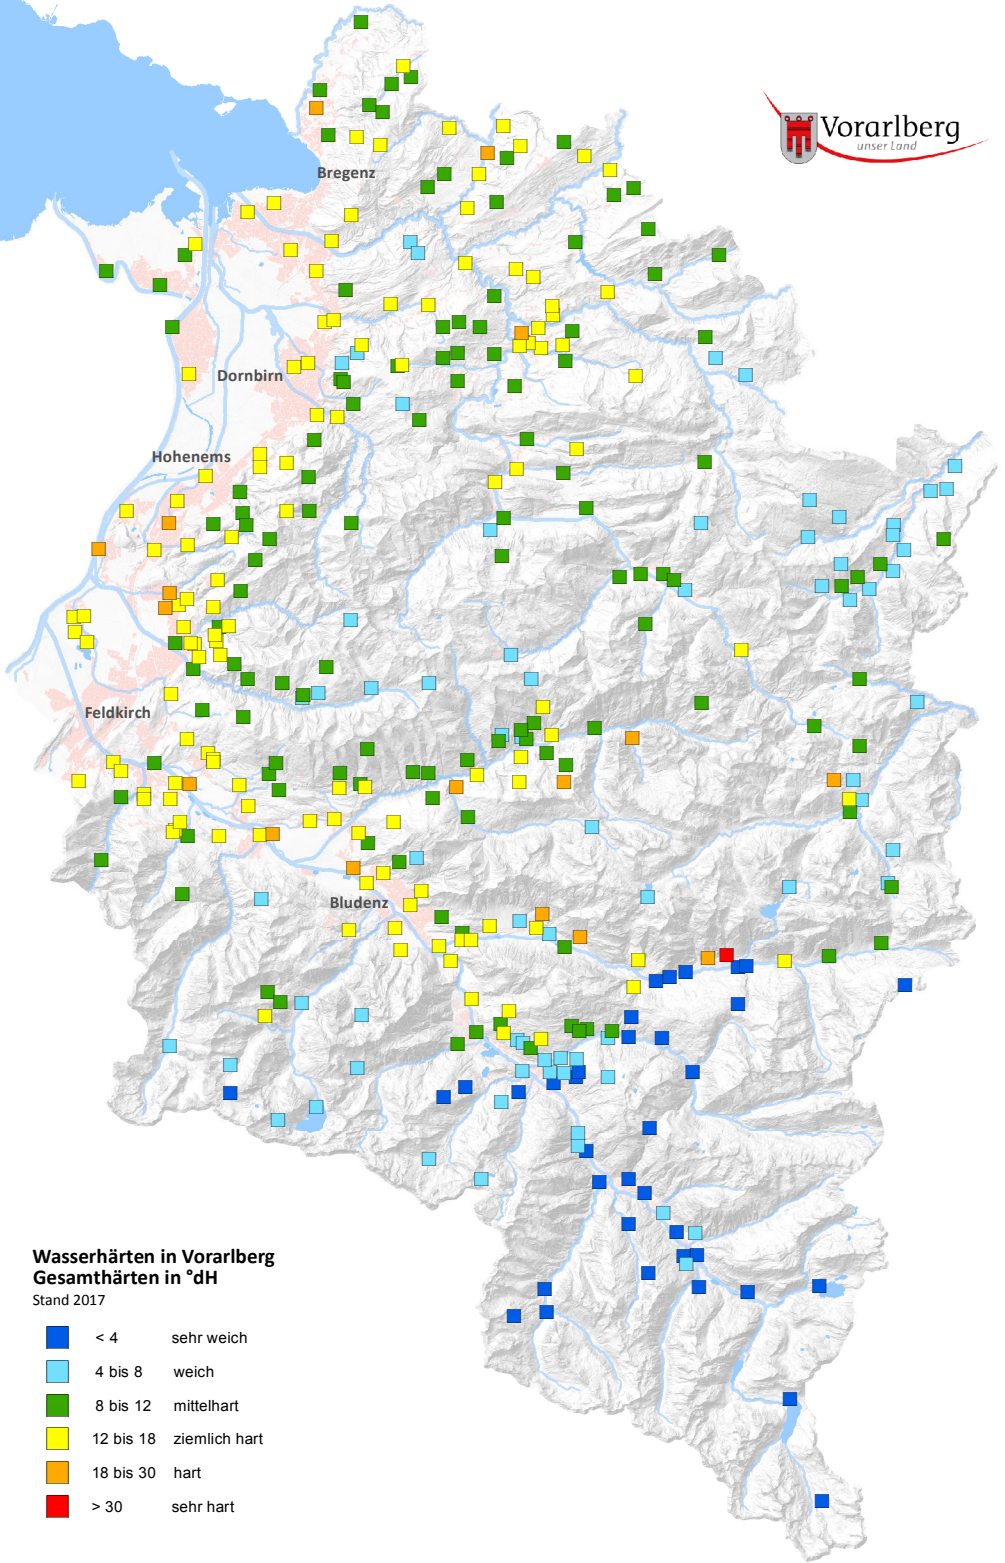 Vorarlberg
unser Land
Bregenz
Dornbirn
Hohenems
Feldkirch
Bludenz
Wasserhärten in Vorarlberg
Gesamthärten in °dH
Stand 2017
< 4 sehr weich
4 bis 8 weich
8 bis 12 mittelhart
12 bis 18 ziemlich hart
18 bis 30 hart
> 30 sehr hart